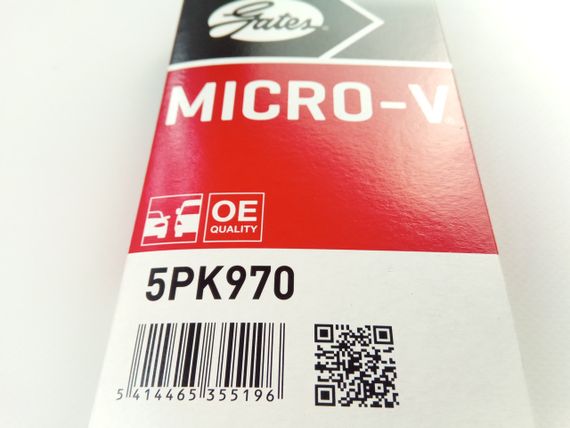 Gates
MICRO-V®
OE
QUALITY
5PK970
5 414465 355196